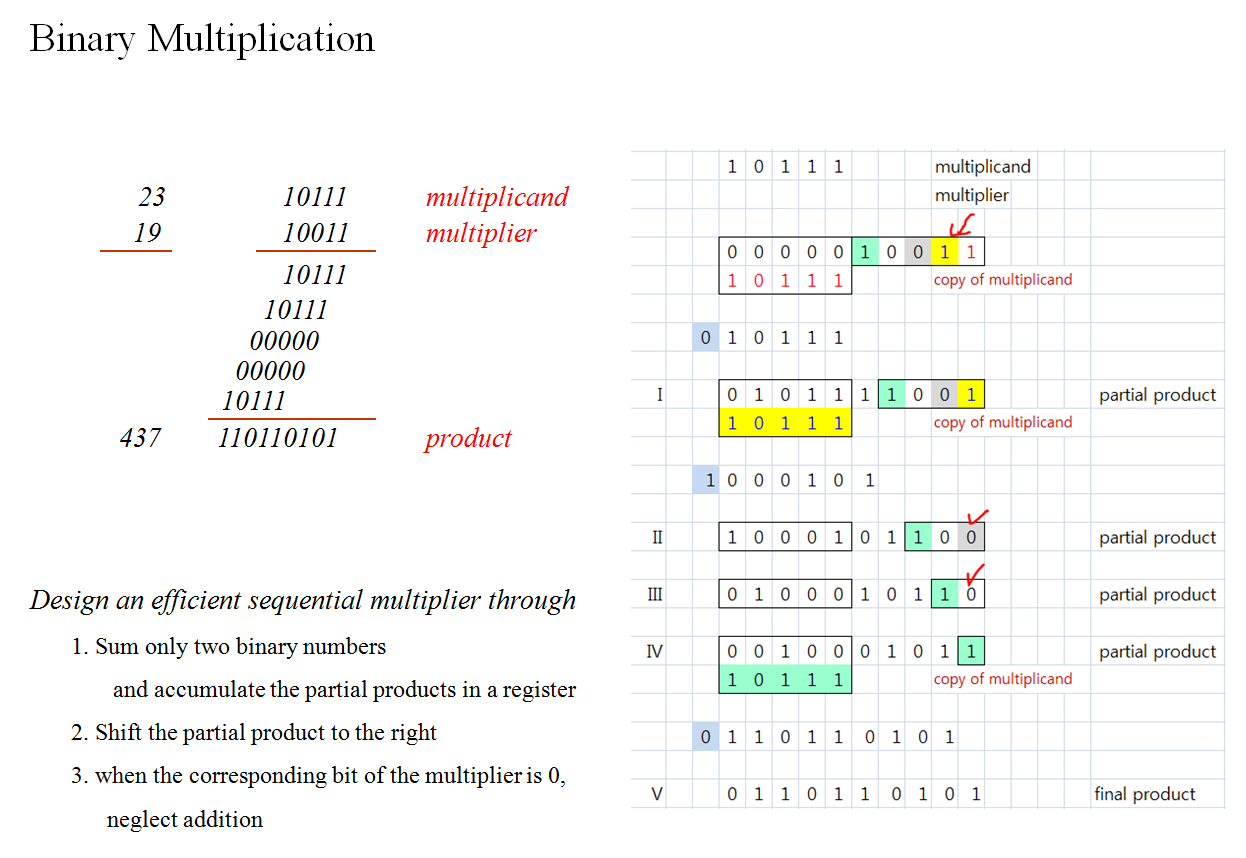 Binary Multiplication
23 10111 multiplicand
19 10011 multiplier
10111
10111
00000
00000
10111
437 110110101 product
Design an efficient sequential multiplier through
1. Sum only two binary numbers
and accumulate the partial products in a register
2. Shift the partial product to the right
3. when the corresponding bit of the multiplier is 0,
neglect addition
1 0 1 1 1 multiplicand
multiplier
0 0 0 0 0 1 0 0 1 1
1 0 1 1 1 copy of multiplicand
0 1 0 1 1 1
I 0 1 0 1 1 1 1 0 0 1 partial product
1 0 1 1 1 copy of multiplicand
1 0 0 0 1 0 1
II 1 0 0 0 1 0 1 1 0 0 partial product
III 0 1 0 0 0 1 0 1 1 0 partial product
IV 0 0 1 0 0 0 1 0 1 1 partial product
1 0 1 1 1 copy of multiplicand
0 1 1 0 1 1 0 1 0 1
V 0 1 1 0 1 1 0 1 0 1 final product